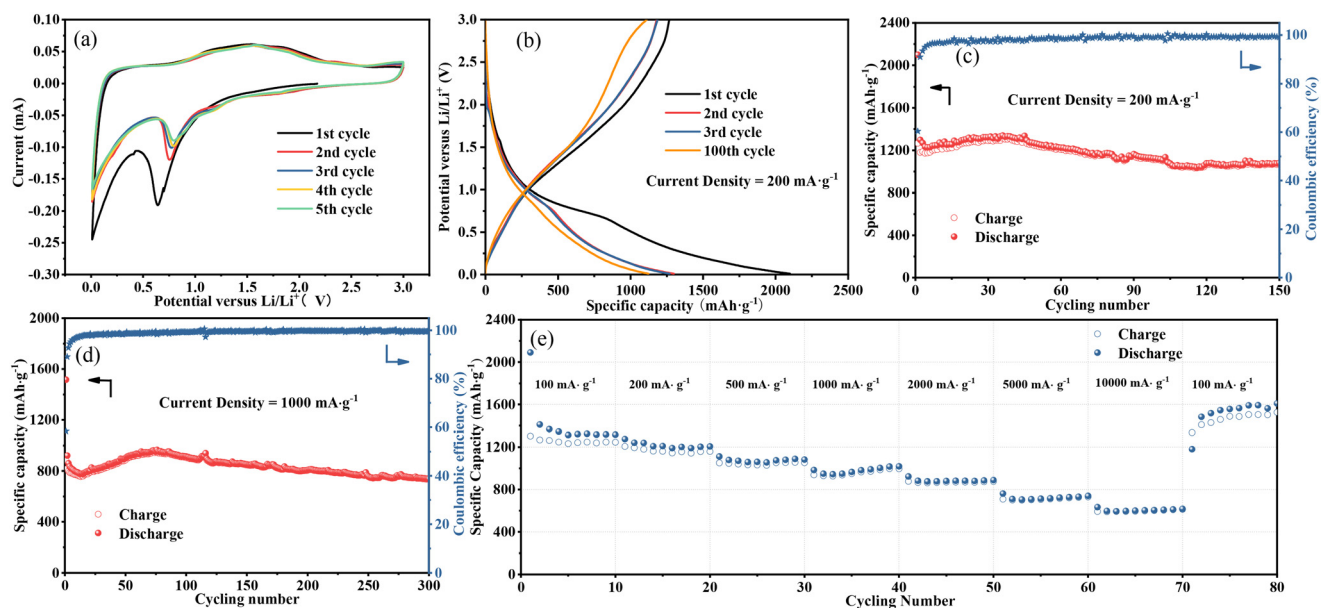 (a)
Current (mA)
0.10
0.05
0.00
-0.05
-0.10
-0.15
-0.20
-0.25
-0.30
1st cycle
2nd cycle
3rd cycle
4th cycle
5th cycle
0.0 0.5 1.0 1.5 2.0 2.5 3.0
Potential versus Li/Li⁺( V)
(b)
Potential versus Li/Li⁺ (V)
3.0
2.5
2.0
1.5
1.0
0.5
0.0
1st cycle
2nd cycle
3rd cycle
100th cycle
Current Density = 200 mA·g⁻¹
0 500 1000 1500 2000 2500
Specific capacity (mAh·g⁻¹)
(c)
Specific capacity (mAh·g⁻¹)
2400
2000
1600
1200
800
400
0
Current Density = 200 mA·g⁻¹
Charge
Discharge
0 30 60 90 120 150
Cycling number
100
80
60
40
20
0
Coulombic efficiency (%)
(d)
Specific capacity (mAh·g⁻¹)
2000
1600
1200
800
400
0
Current Density = 1000 mA·g⁻¹
Charge
Discharge
0 50 100 150 200 250 300
Cycling number
100
80
60
40
20
0
Coulombic efficiency (%)
(e)
Specific Capacity (mAh·g⁻¹)
2400
2000
1600
1200
800
400
0
Charge
Discharge
100 mA· g⁻¹ 200 mA· g⁻¹ 500 mA· g⁻¹ 1000 mA· g⁻¹ 2000 mA· g⁻¹ 5000 mA· g⁻¹ 10000 mA· g⁻¹ 100 mA· g⁻¹
0 10 20 30 40 50 60 70 80
Cycling Number